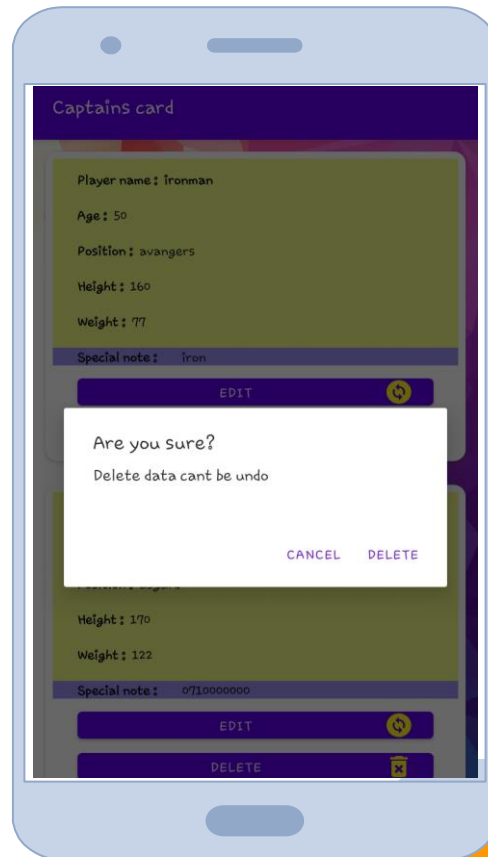 Captains card
Player name : ironman
Age : 50
Position : avangers
Height : 160
Weight : 77
Special note : iron
EDIT
Are you sure?
Delete data cant be undo
CANCEL DELETE
Height : 170
Weight : 122
Special note : 0710000000
EDIT
DELETE